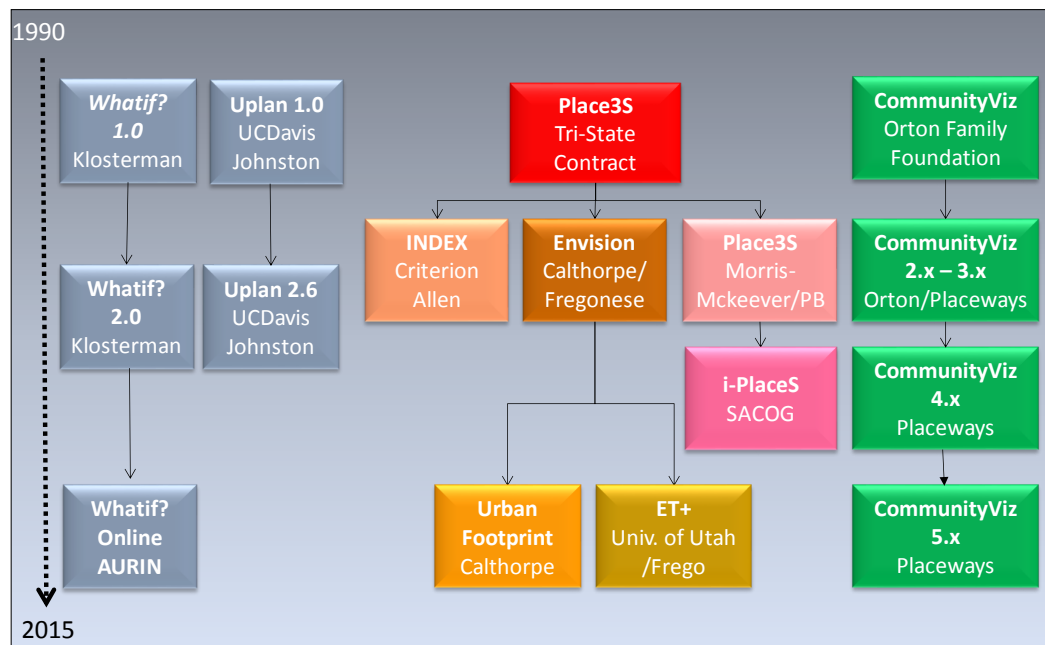 1990
Whatif?
1.0
Klosterman
Uplan 1.0
UCDavis
Johnston
Place3S
Tri-State
Contract
CommunityViz
Orton Family
Foundation
INDEX
Criterion
Allen
Envision
Calthorpe/
Fregonese
Place3S
Morris-
Mckeever/PB
CommunityViz
2.x – 3.x
Orton/Placeways
Whatif?
2.0
Klosterman
Uplan 2.6
UCDavis
Johnston
i-PlaceS
SACOG
CommunityViz
4.x
Placeways
Whatif?
Online
AURIN
Urban
Footprint
Calthorpe
ET+
Univ. of Utah
/Frego
CommunityViz
5.x
Placeways
2015